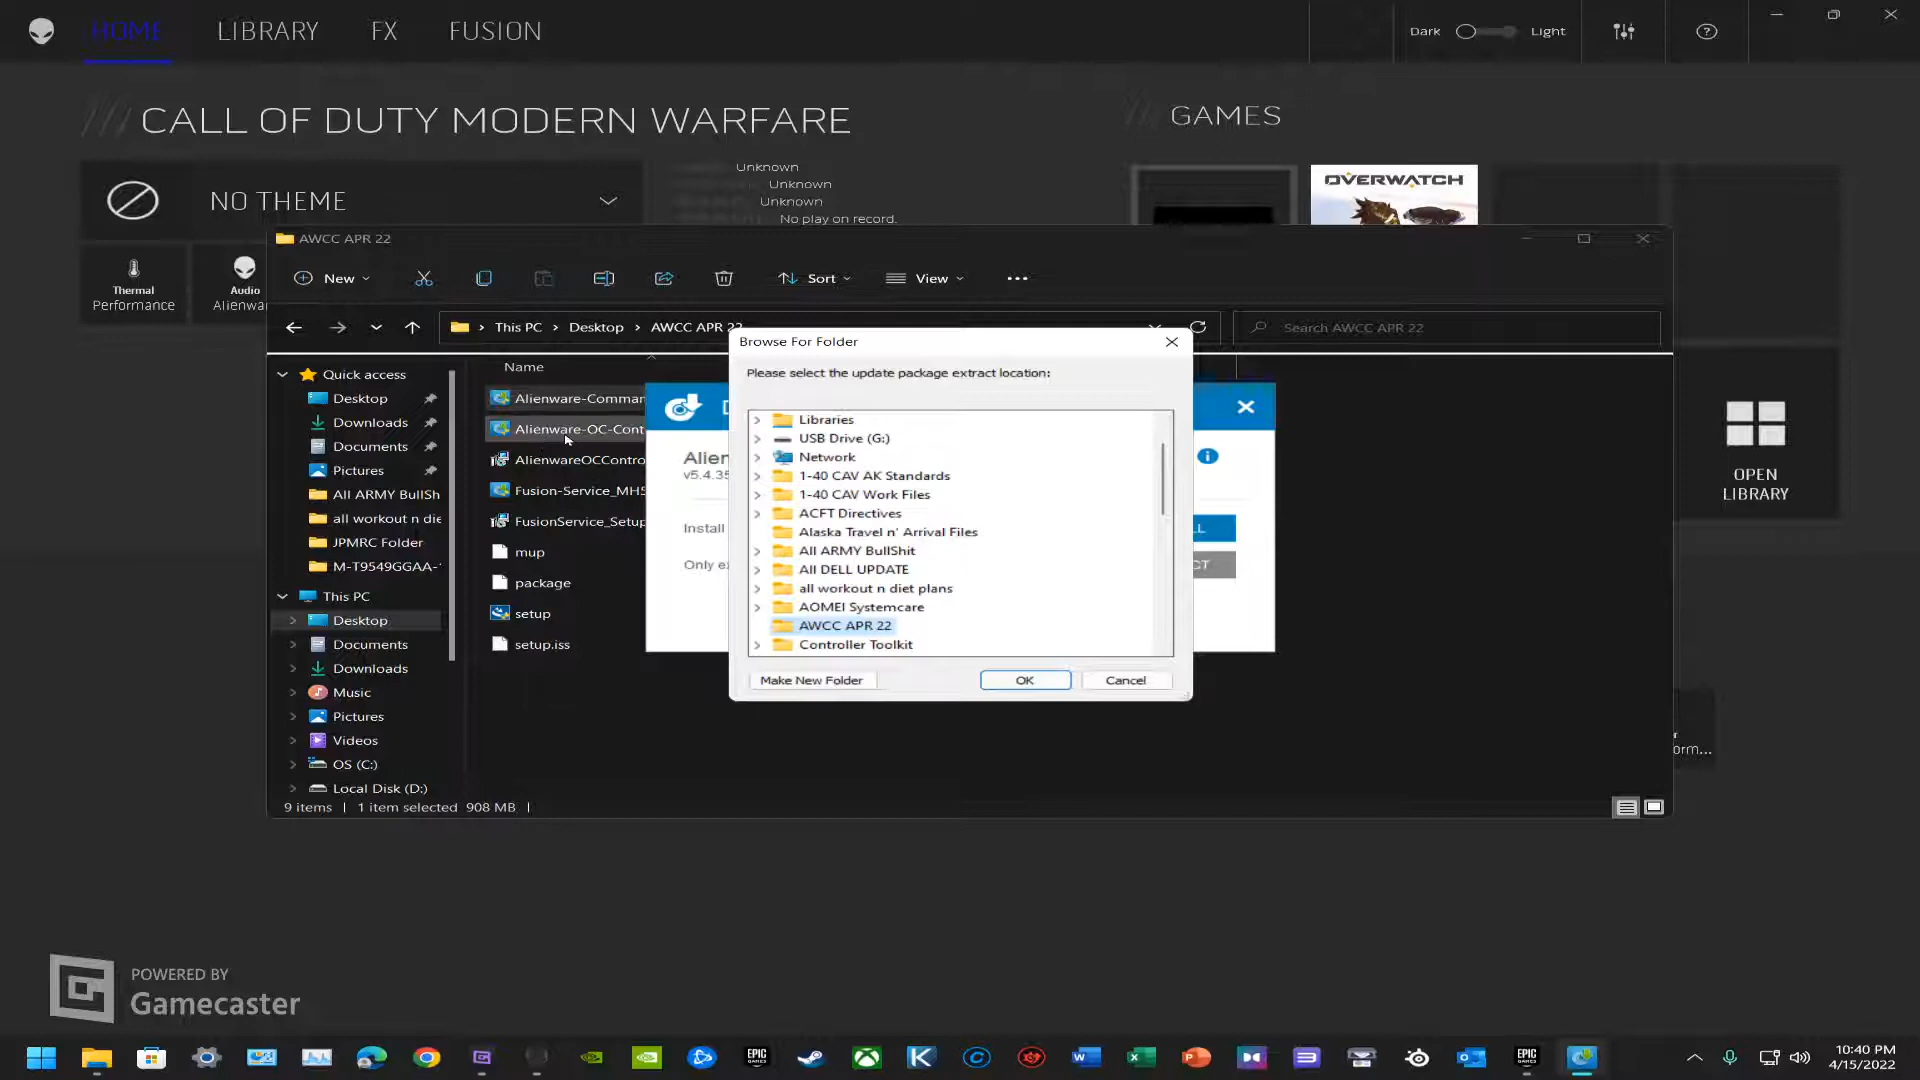 HOME
LIBRARY
FX
FUSION
Dark
Light
CALL OF DUTY MODERN WARFARE
GAMES
NO THEME
Unknown
Unknown
Unknown
No play on record.
OVERWATCH
Thermal
Performance
Audio
Alienwa
AWCC APR 22
New
Sort
View
This PC
Desktop
AWCC APR 22
Search AWCC APR 22
Quick access
Desktop
Downloads
Documents
Pictures
All ARMY BullSh
all workout n die
JPMRC Folder
M-T9549GGAA-
This PC
Desktop
Documents
Downloads
Music
Pictures
Videos
OS (C:)
Local Disk (D:)
Name
Alienware-Comman
Alienware-OC-Cont
AlienwareOCContro
Fusion-Service_MH5
FusionService_Setup
mup
package
setup
setup.iss
9 items
1 item selected 908 MB
Alien
v5.4.35
Install
Only e
Browse For Folder
Please select the update package extract location:
Libraries
USB Drive (G:)
Network
1-40 CAV AK Standards
1-40 CAV Work Files
ACFT Directives
Alaska Travel n' Arrival Files
All ARMY BullShit
All DELL UPDATE
all workout n diet plans
AOMEI Systemcare
AWCC APR 22
Controller Toolkit
Make New Folder
OK
Cancel
OPEN
LIBRARY
orm...
POWERED BY
Gamecaster
10:40 PM
4/15/2022